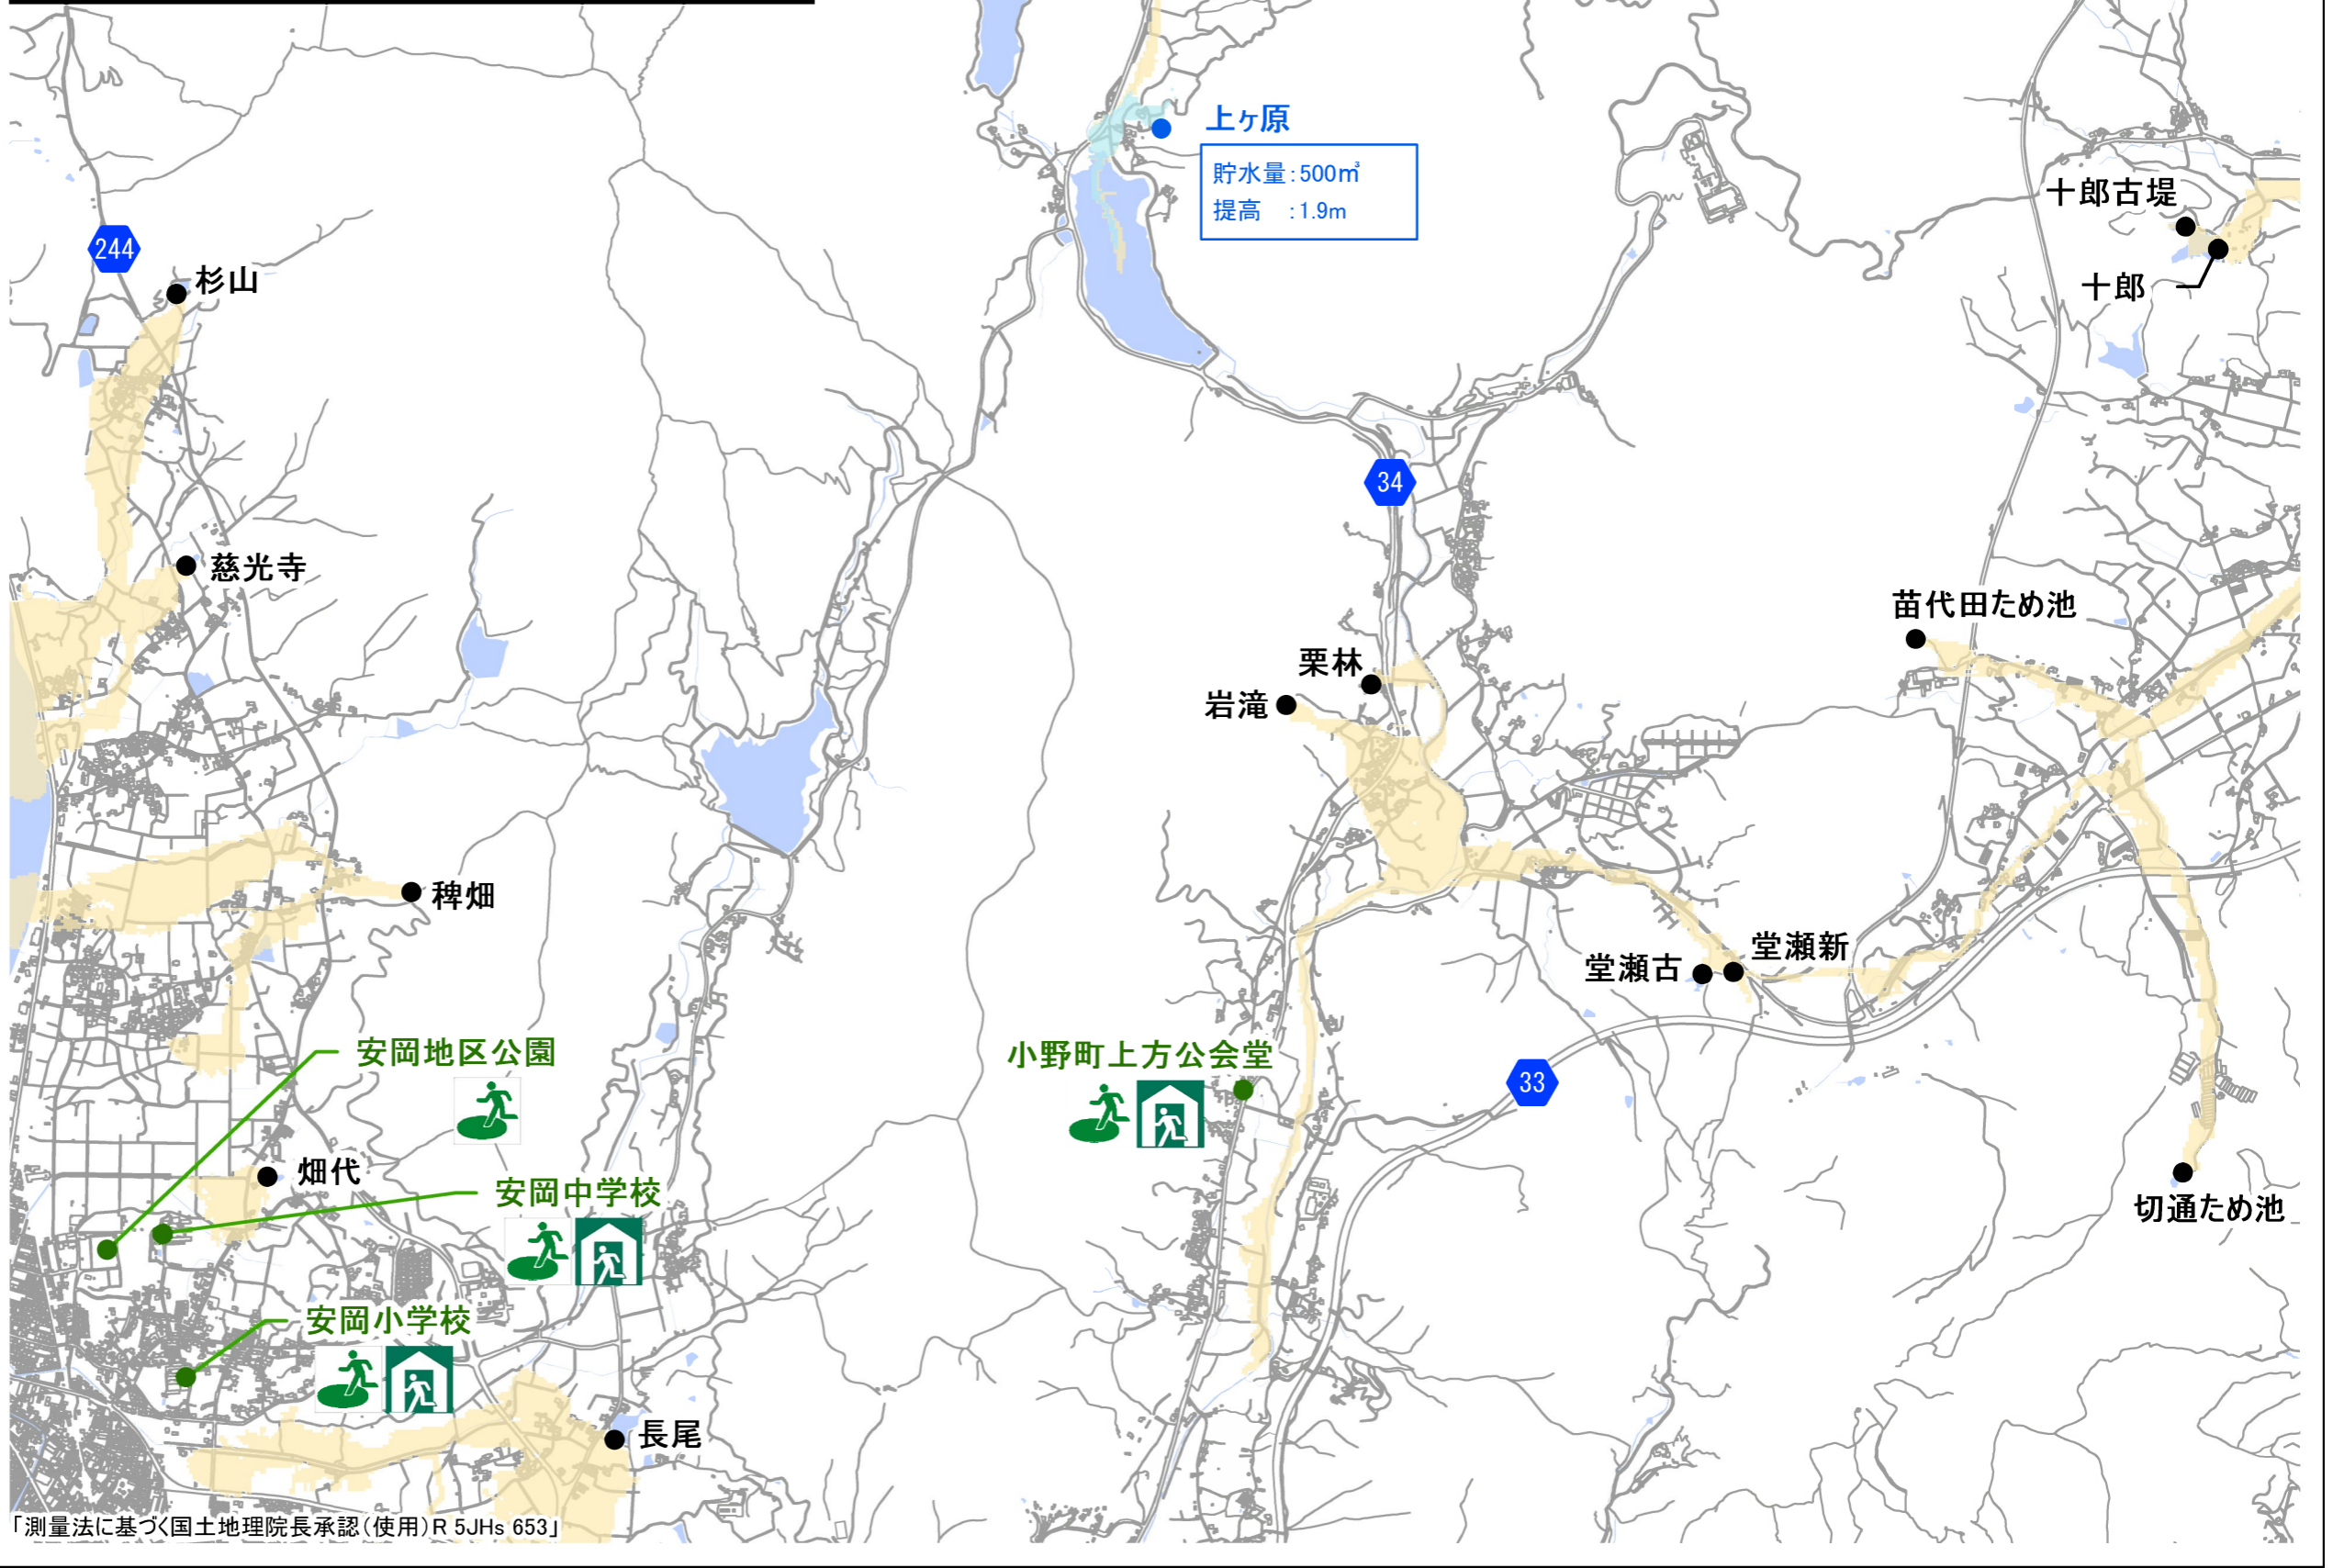 上ヶ原
貯水量:500㎥
提高 :1.9m
十郎古堤
十郎
244
杉山
34
慈光寺
苗代田ため池
栗林
岩滝
稗畑
堂瀬新
堂瀬古
安岡地区公園
小野町上方公会堂
33
畑代
安岡中学校
切通ため池
安岡小学校
長尾
「測量法に基づく国土地理院長承認(使用)R 5JHs 653」